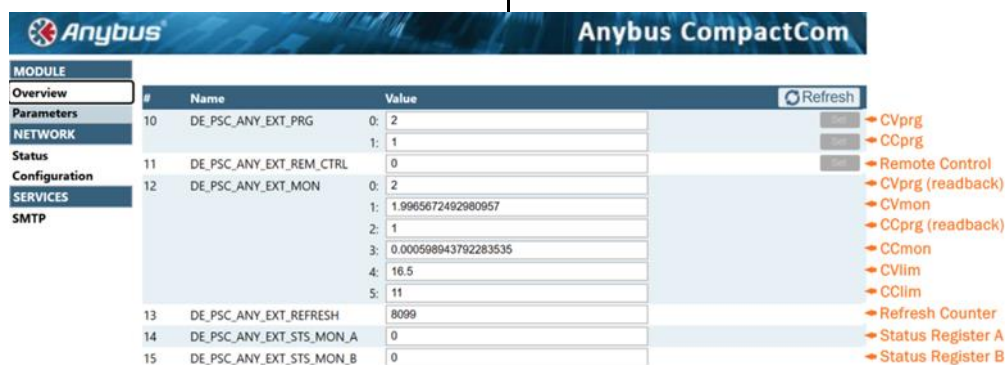 Anybus Anybus CompactCom
MODULE
Overview
Parameters
NETWORK
Status
Configuration
SERVICES
SMTP
# Name Value Refresh
10 DE_PSC_ANY_EXT_PRG 0: 2 Set CVprg
1: 1 Set CCprg
11 DE_PSC_ANY_EXT_REM_CTRL 0 Set Remote Control
12 DE_PSC_ANY_EXT_MON 0: 2 CVprg (readback)
1: 1.9965672492980957 CVmon
2: 1 CCprg (readback)
3: 0.000598943792283535 CCmon
4: 16.5 CVlim
5: 11 CClim
13 DE_PSC_ANY_EXT_REFRESH 8099 Refresh Counter
14 DE_PSC_ANY_EXT_STS_MON_A 0 Status Register A
15 DE_PSC_ANY_EXT_STS_MON_B 0 Status Register B